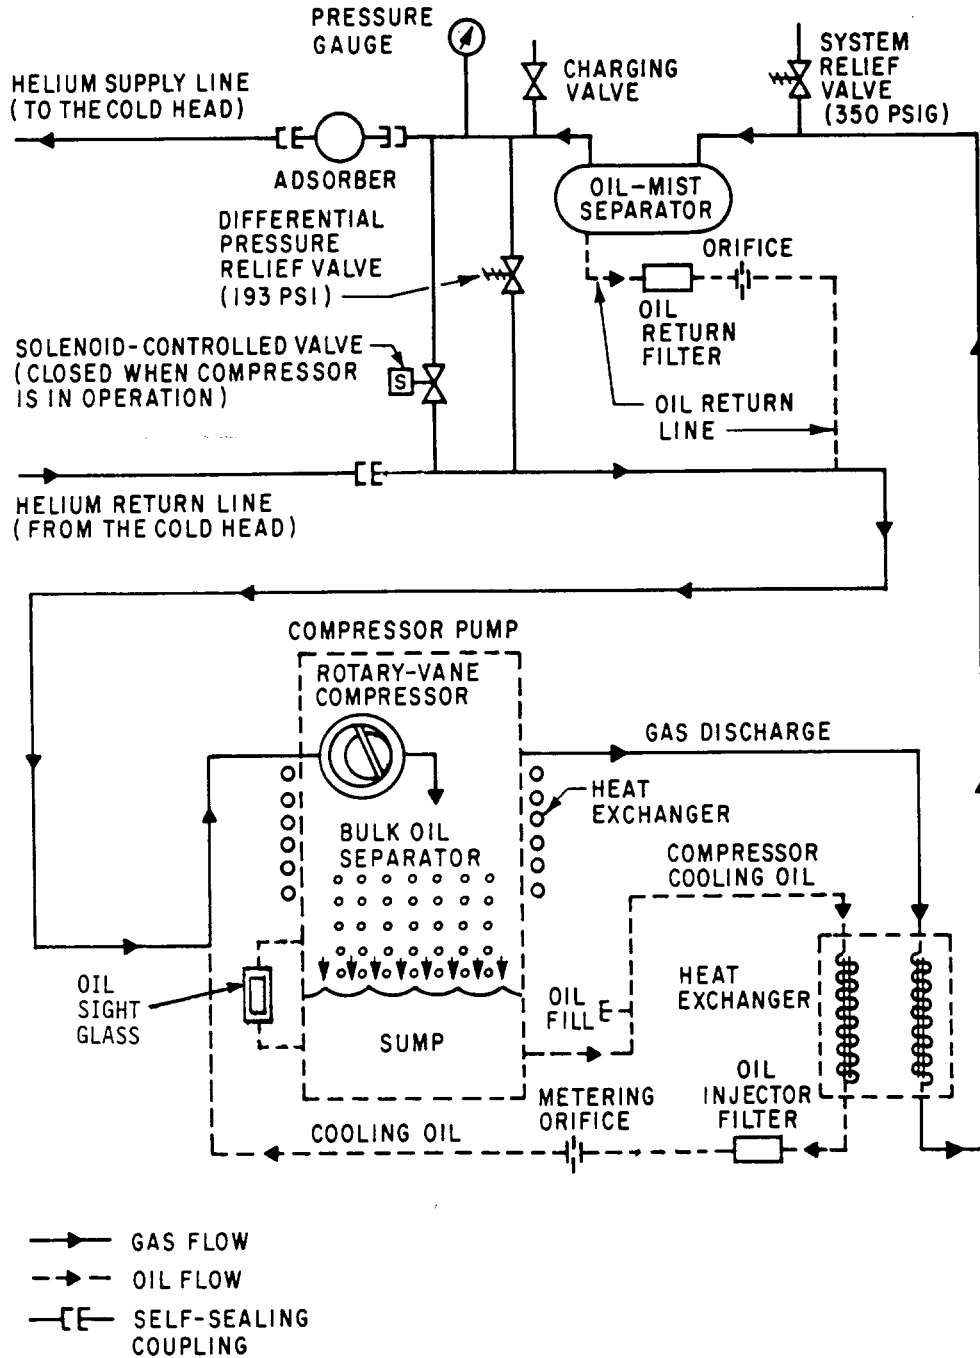 PRESSURE
GAUGE
CHARGING
VALVE
SYSTEM
RELIEF
VALVE
(350 PSIG)
HELIUM SUPPLY LINE
(TO THE COLD HEAD)
ADSORBER
OIL-MIST
SEPARATOR
DIFFERENTIAL
PRESSURE
RELIEF VALVE
(193 PSI)
ORIFICE
OIL
RETURN
FILTER
SOLENOID-CONTROLLED VALVE
(CLOSED WHEN COMPRESSOR
IS IN OPERATION)
S
OIL RETURN
LINE
HELIUM RETURN LINE
(FROM THE COLD HEAD)
COMPRESSOR PUMP
ROTARY-VANE
COMPRESSOR
GAS DISCHARGE
HEAT
EXCHANGER
BULK OIL
SEPARATOR
COMPRESSOR
COOLING OIL
OIL
SIGHT
GLASS
OIL
FILL
HEAT
EXCHANGER
SUMP
METERING
ORIFICE
OIL
INJECTOR
FILTER
COOLING OIL
GAS FLOW
OIL FLOW
SELF-SEALING
COUPLING